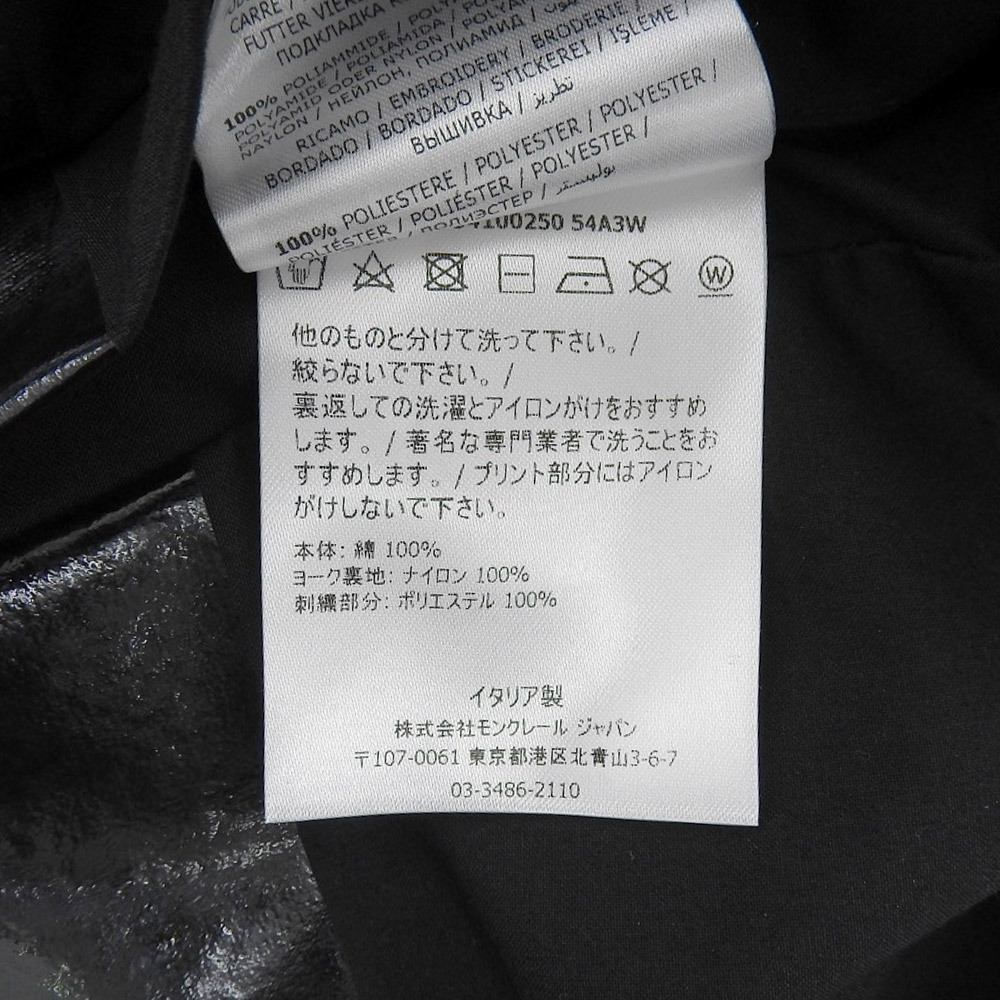 CARRÉ /
FUTTER
ПОДКЛАДКА
100% POLIAMMIDE /
POLYAMIDE / POLIAMIDA /
POLYAMID ODER NYLON /
NAYLON / НЕЙЛОН, ПОЛИАМИД /
RICAMO / EMBROIDERY / BRODERIE /
BORDADO / BORDADO / STICKEREI / İŞLEME /
ВЫШИВКА / تطريز
100% POLIESTERE / POLYESTER / POLYESTER /
POLIÉSTER / POLIÉSTER / POLYESTER /
POLYESTER / ПОЛИЭСТЕР / بوليستر
100250 54A3W
W
他のものと分けて洗って下さい。/
絞らないで下さい。/
裏返しての洗濯とアイロンがけをおすすめ
します。/ 著名な専門業者で洗うことをお
すすめします。/ プリント部分にはアイロン
がけしないで下さい。
本体: 綿 100%
ヨーク裏地: ナイロン 100%
刺繍部分: ポリエステル 100%
イタリア製
株式会社モンクレール ジャパン
〒107-0061 東京都港区北青山3-6-7
03-3486-2110